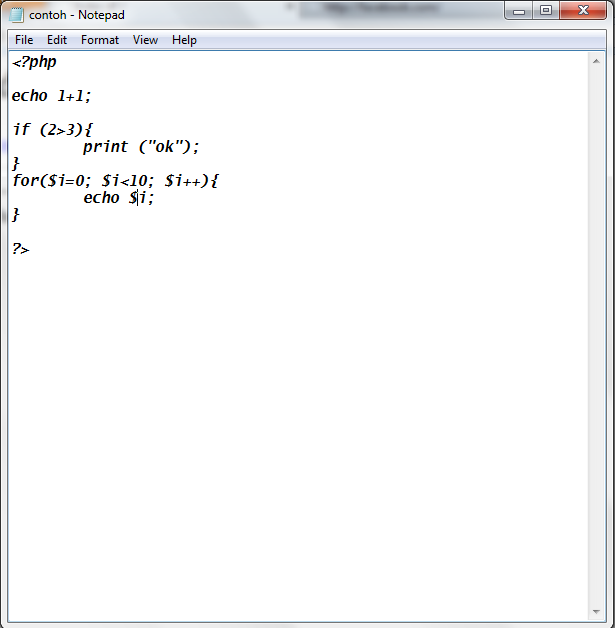 contoh - Notepad
File Edit Format View Help
<?php
echo 1+1;
if (2>3){
        print ("ok");
}
for($i=0; $i<10; $i++){
        echo $i;
}
?>